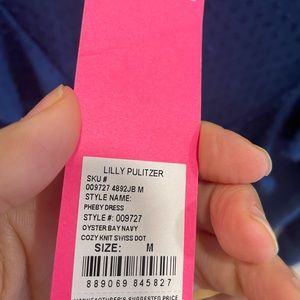 LILLY PULITZER
SKU #
009727 4892JB M
STYLE NAME:
PHEBY DRESS
STYLE #: 009727
OYSTER BAY NAVY
COZY KNIT SWISS DOT
SIZE: M
889069 845827
MANUFACTURER'S SUGGESTED PRICE